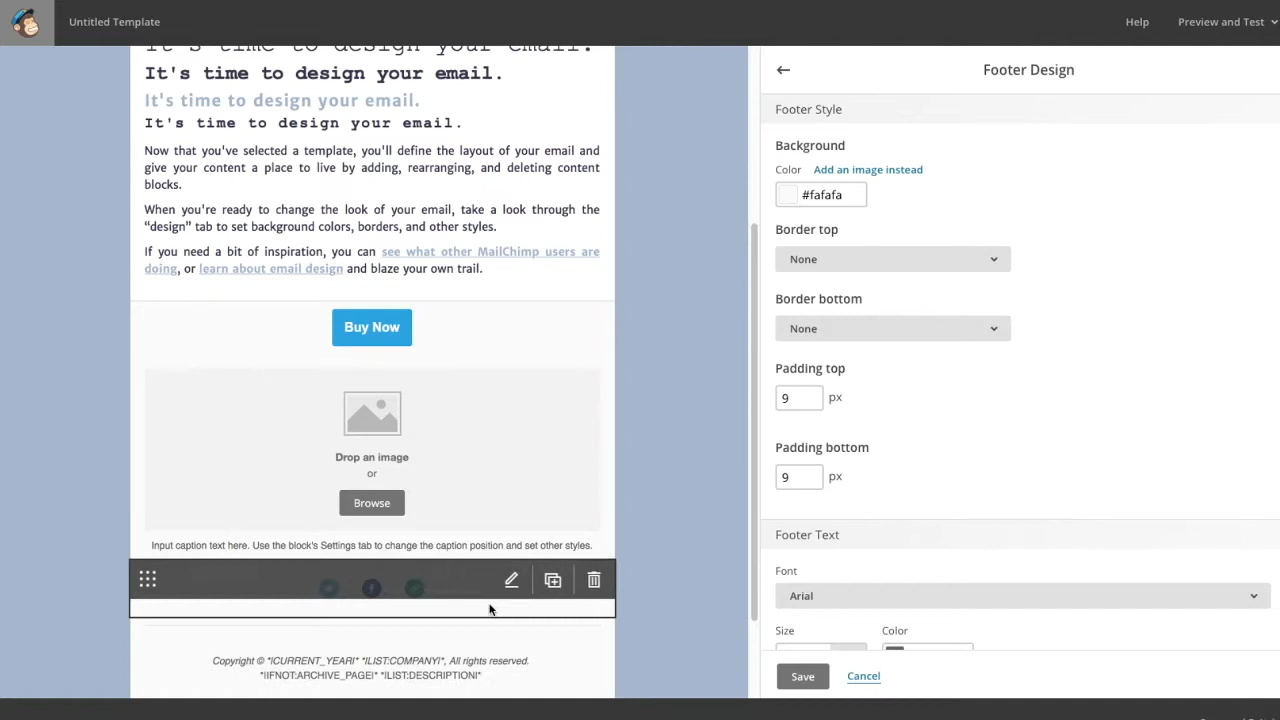 Untitled Template
Help
Preview and Test
It's time to design your email.
It's time to design your email.
It's time to design your email.
It's time to design your email.
Now that you've selected a template, you'll define the layout of your email and
give your content a place to live by adding, rearranging, and deleting content
blocks.
When you're ready to change the look of your email, take a look through the
“design” tab to set background colors, borders, and other styles.
If you need a bit of inspiration, you can see what other MailChimp users are
doing, or learn about email design and blaze your own trail.
Buy Now
Drop an image
or
Browse
Input caption text here. Use the block's Settings tab to change the caption position and set other styles.
Copyright © *|CURRENT_YEAR|* *|LIST:COMPANY|*, All rights reserved.
*|IFNOT:ARCHIVE_PAGE|* *|LIST:DESCRIPTION|*
Footer Design
Footer Style
Background
Color Add an image instead
#fafafa
Border top
None
Border bottom
None
Padding top
9 px
Padding bottom
9 px
Footer Text
Font
Arial
Size Color
Save Cancel